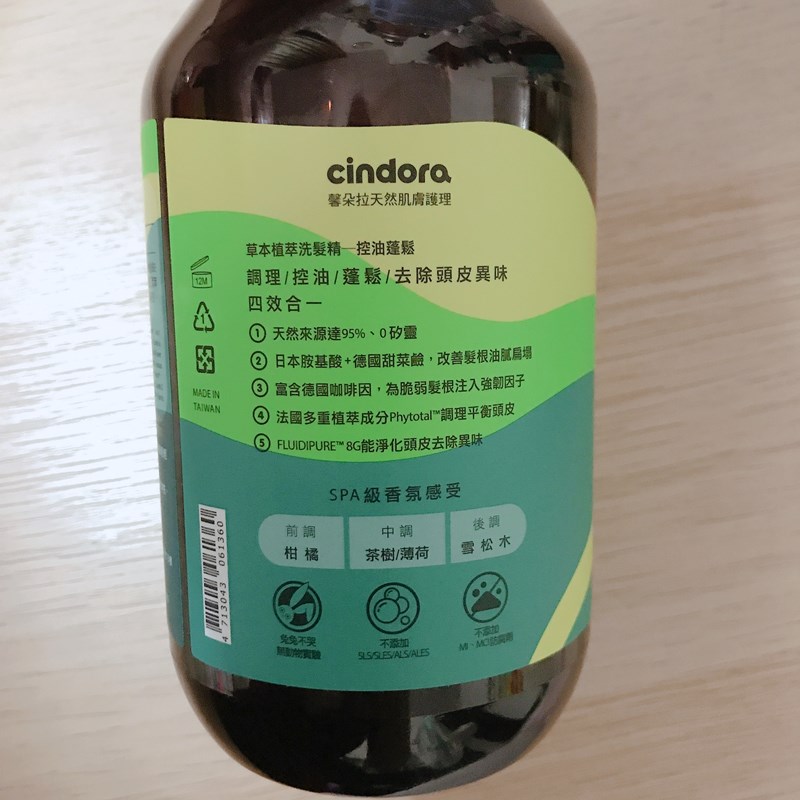 cindora
馨朵拉天然肌膚護理
草本植萃洗髮精—控油蓬鬆
調理/控油/蓬鬆/去除頭皮異味
四效合一
① 天然來源達95%、0矽靈
② 日本胺基酸+德國甜菜鹼，改善髮根油膩扁塌
③ 富含德國咖啡因，為脆弱髮根注入強韌因子
④ 法國多重植萃成分Phytotal™調理平衡頭皮
⑤ FLUIDIPURE™ 8G能淨化頭皮去除異味
12M
1
MADE IN
TAIWAN
SPA級香氛感受
前調 中調 後調
柑橘 茶樹/薄荷 雪松木
兔兔不哭
無動物實驗
不添加
SLS/SLES/ALS/ALES
不添加
MI、MCI
4 713043 061360